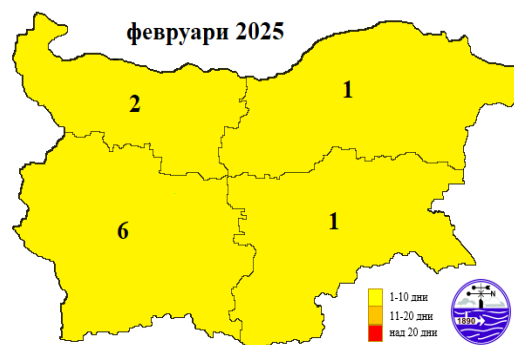 февруари 2025
2
1
6
1
1-10 дни
11-20 дни
над 20 дни
N
1890